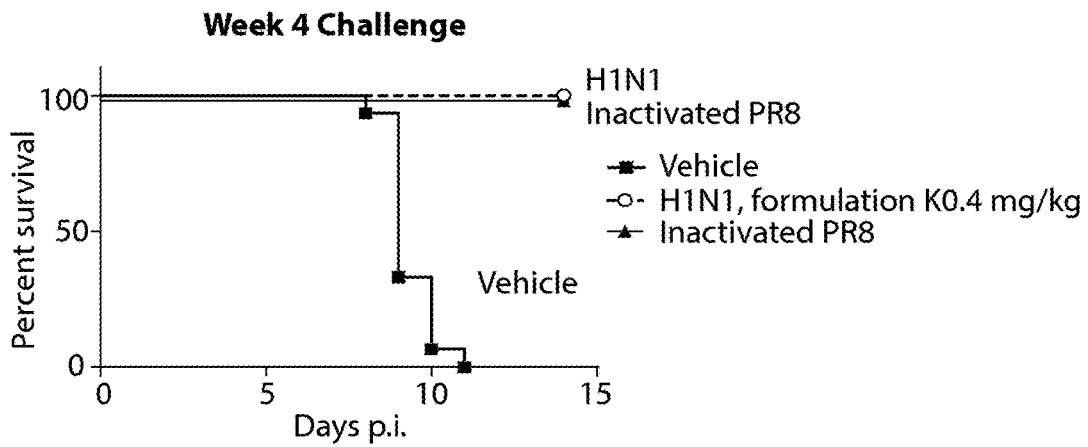 Week 4 Challenge
Percent survival
100
50
0
0
5
10
15
Days p.i.
H1N1
Inactivated PR8
Vehicle
Vehicle
H1N1, formulation K0.4 mg/kg
Inactivated PR8